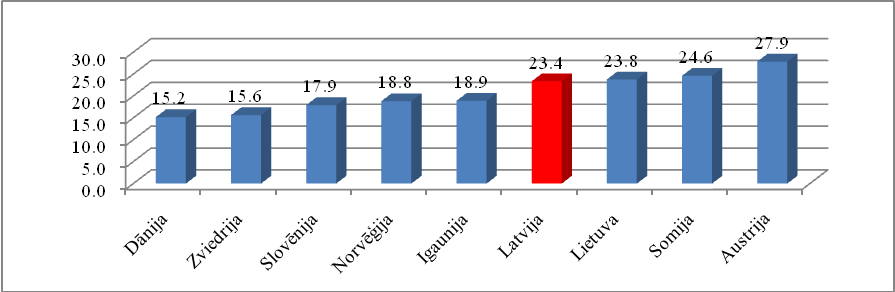 30.0
25.0
20.0
15.0
10.0
5.0
0.0
15.2
15.6
17.9
18.8
18.9
23.4
23.8
24.6
27.9
Dānija
Zviedrija
Slovēnija
Norvēģija
Igaunija
Latvija
Lietuva
Somija
Austrija